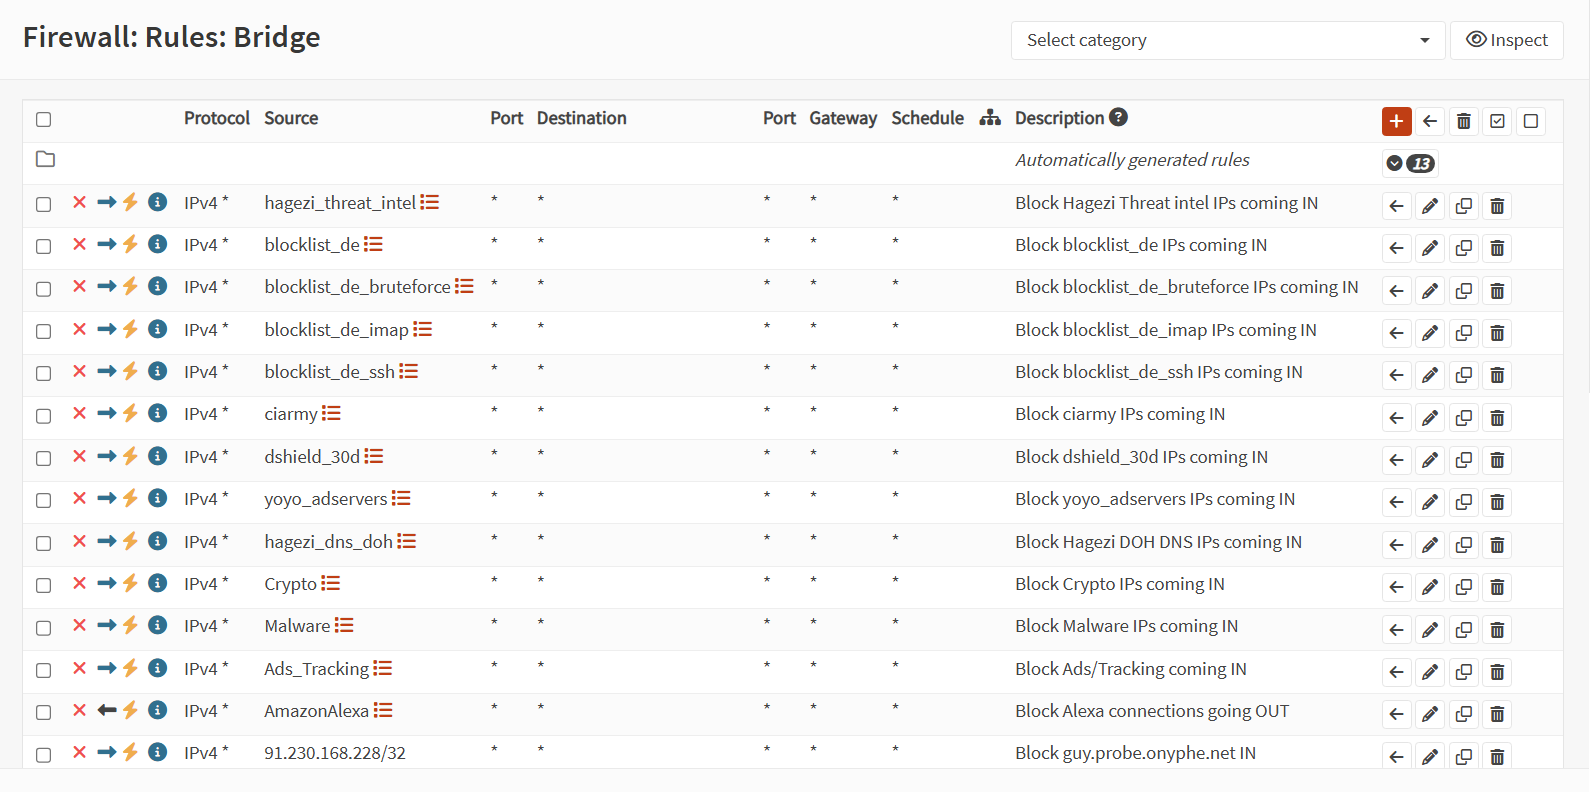 Firewall: Rules: Bridge
Select category Inspect
Protocol Source Port Destination Port Gateway Schedule Description
Automatically generated rules 13
IPv4 * hagezi_threat_intel * * * * * Block Hagezi Threat intel IPs coming IN
IPv4 * blocklist_de * * * * * Block blocklist_de IPs coming IN
IPv4 * blocklist_de_bruteforce * * * * * Block blocklist_de_bruteforce IPs coming IN
IPv4 * blocklist_de_imap * * * * * Block blocklist_de_imap IPs coming IN
IPv4 * blocklist_de_ssh * * * * * Block blocklist_de_ssh IPs coming IN
IPv4 * ciarmy * * * * * Block ciarmy IPs coming IN
IPv4 * dshield_30d * * * * * Block dshield_30d IPs coming IN
IPv4 * yoyo_adservers * * * * * Block yoyo_adservers IPs coming IN
IPv4 * hagezi_dns_doh * * * * * Block Hagezi DOH DNS IPs coming IN
IPv4 * Crypto * * * * * Block Crypto IPs coming IN
IPv4 * Malware * * * * * Block Malware IPs coming IN
IPv4 * Ads_Tracking * * * * * Block Ads/Tracking coming IN
IPv4 * AmazonAlexa * * * * * Block Alexa connections going OUT
IPv4 * 91.230.168.228/32 * * * * * Block guy.probe.onyphe.net IN